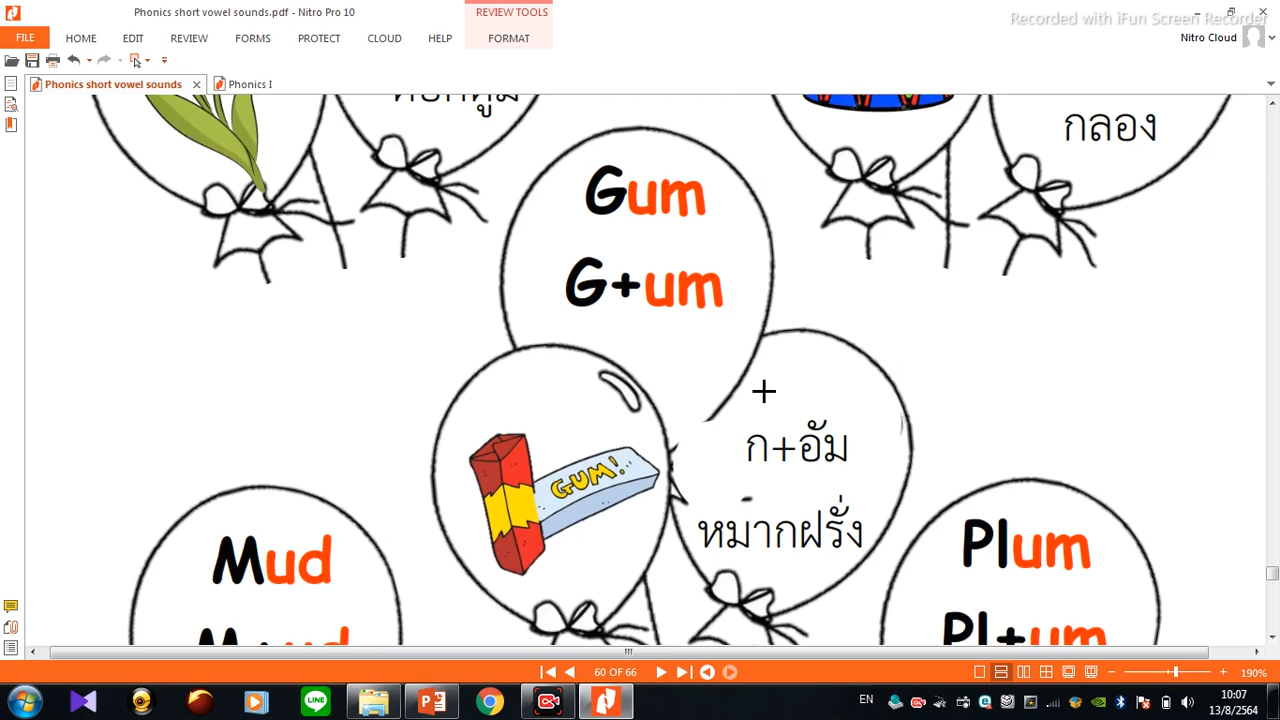 Phonics short vowel sounds.pdf - Nitro Pro 10
REVIEW TOOLS
Recorded with iFun Screen Recorder
FILE HOME EDIT REVIEW FORMS PROTECT CLOUD HELP FORMAT
Nitro Cloud
Phonics short vowel sounds
Phonics I
กลอง
Gum
G+um
ก+อัม
GUM!
หมากฝรั่ง
Mud
Plum
Pl+um
60 OF 66
190%
EN
LINE
10:07
13/8/2564